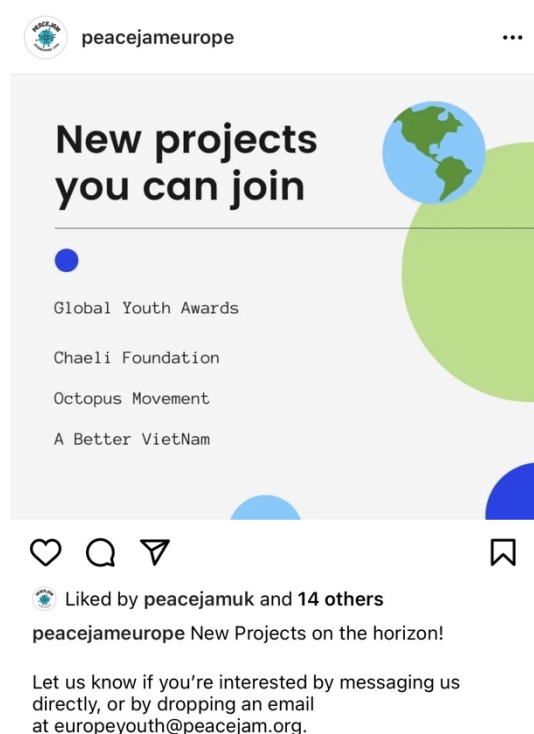 PEACEJAM
peacejameurope
New projects
you can join
Global Youth Awards
Chaeli Foundation
Octopus Movement
A Better VietNam
Liked by peacejamuk and 14 others
peacejameurope New Projects on the horizon!
Let us know if you’re interested by messaging us
directly, or by dropping an email
at europeyouth@peacejam.org.